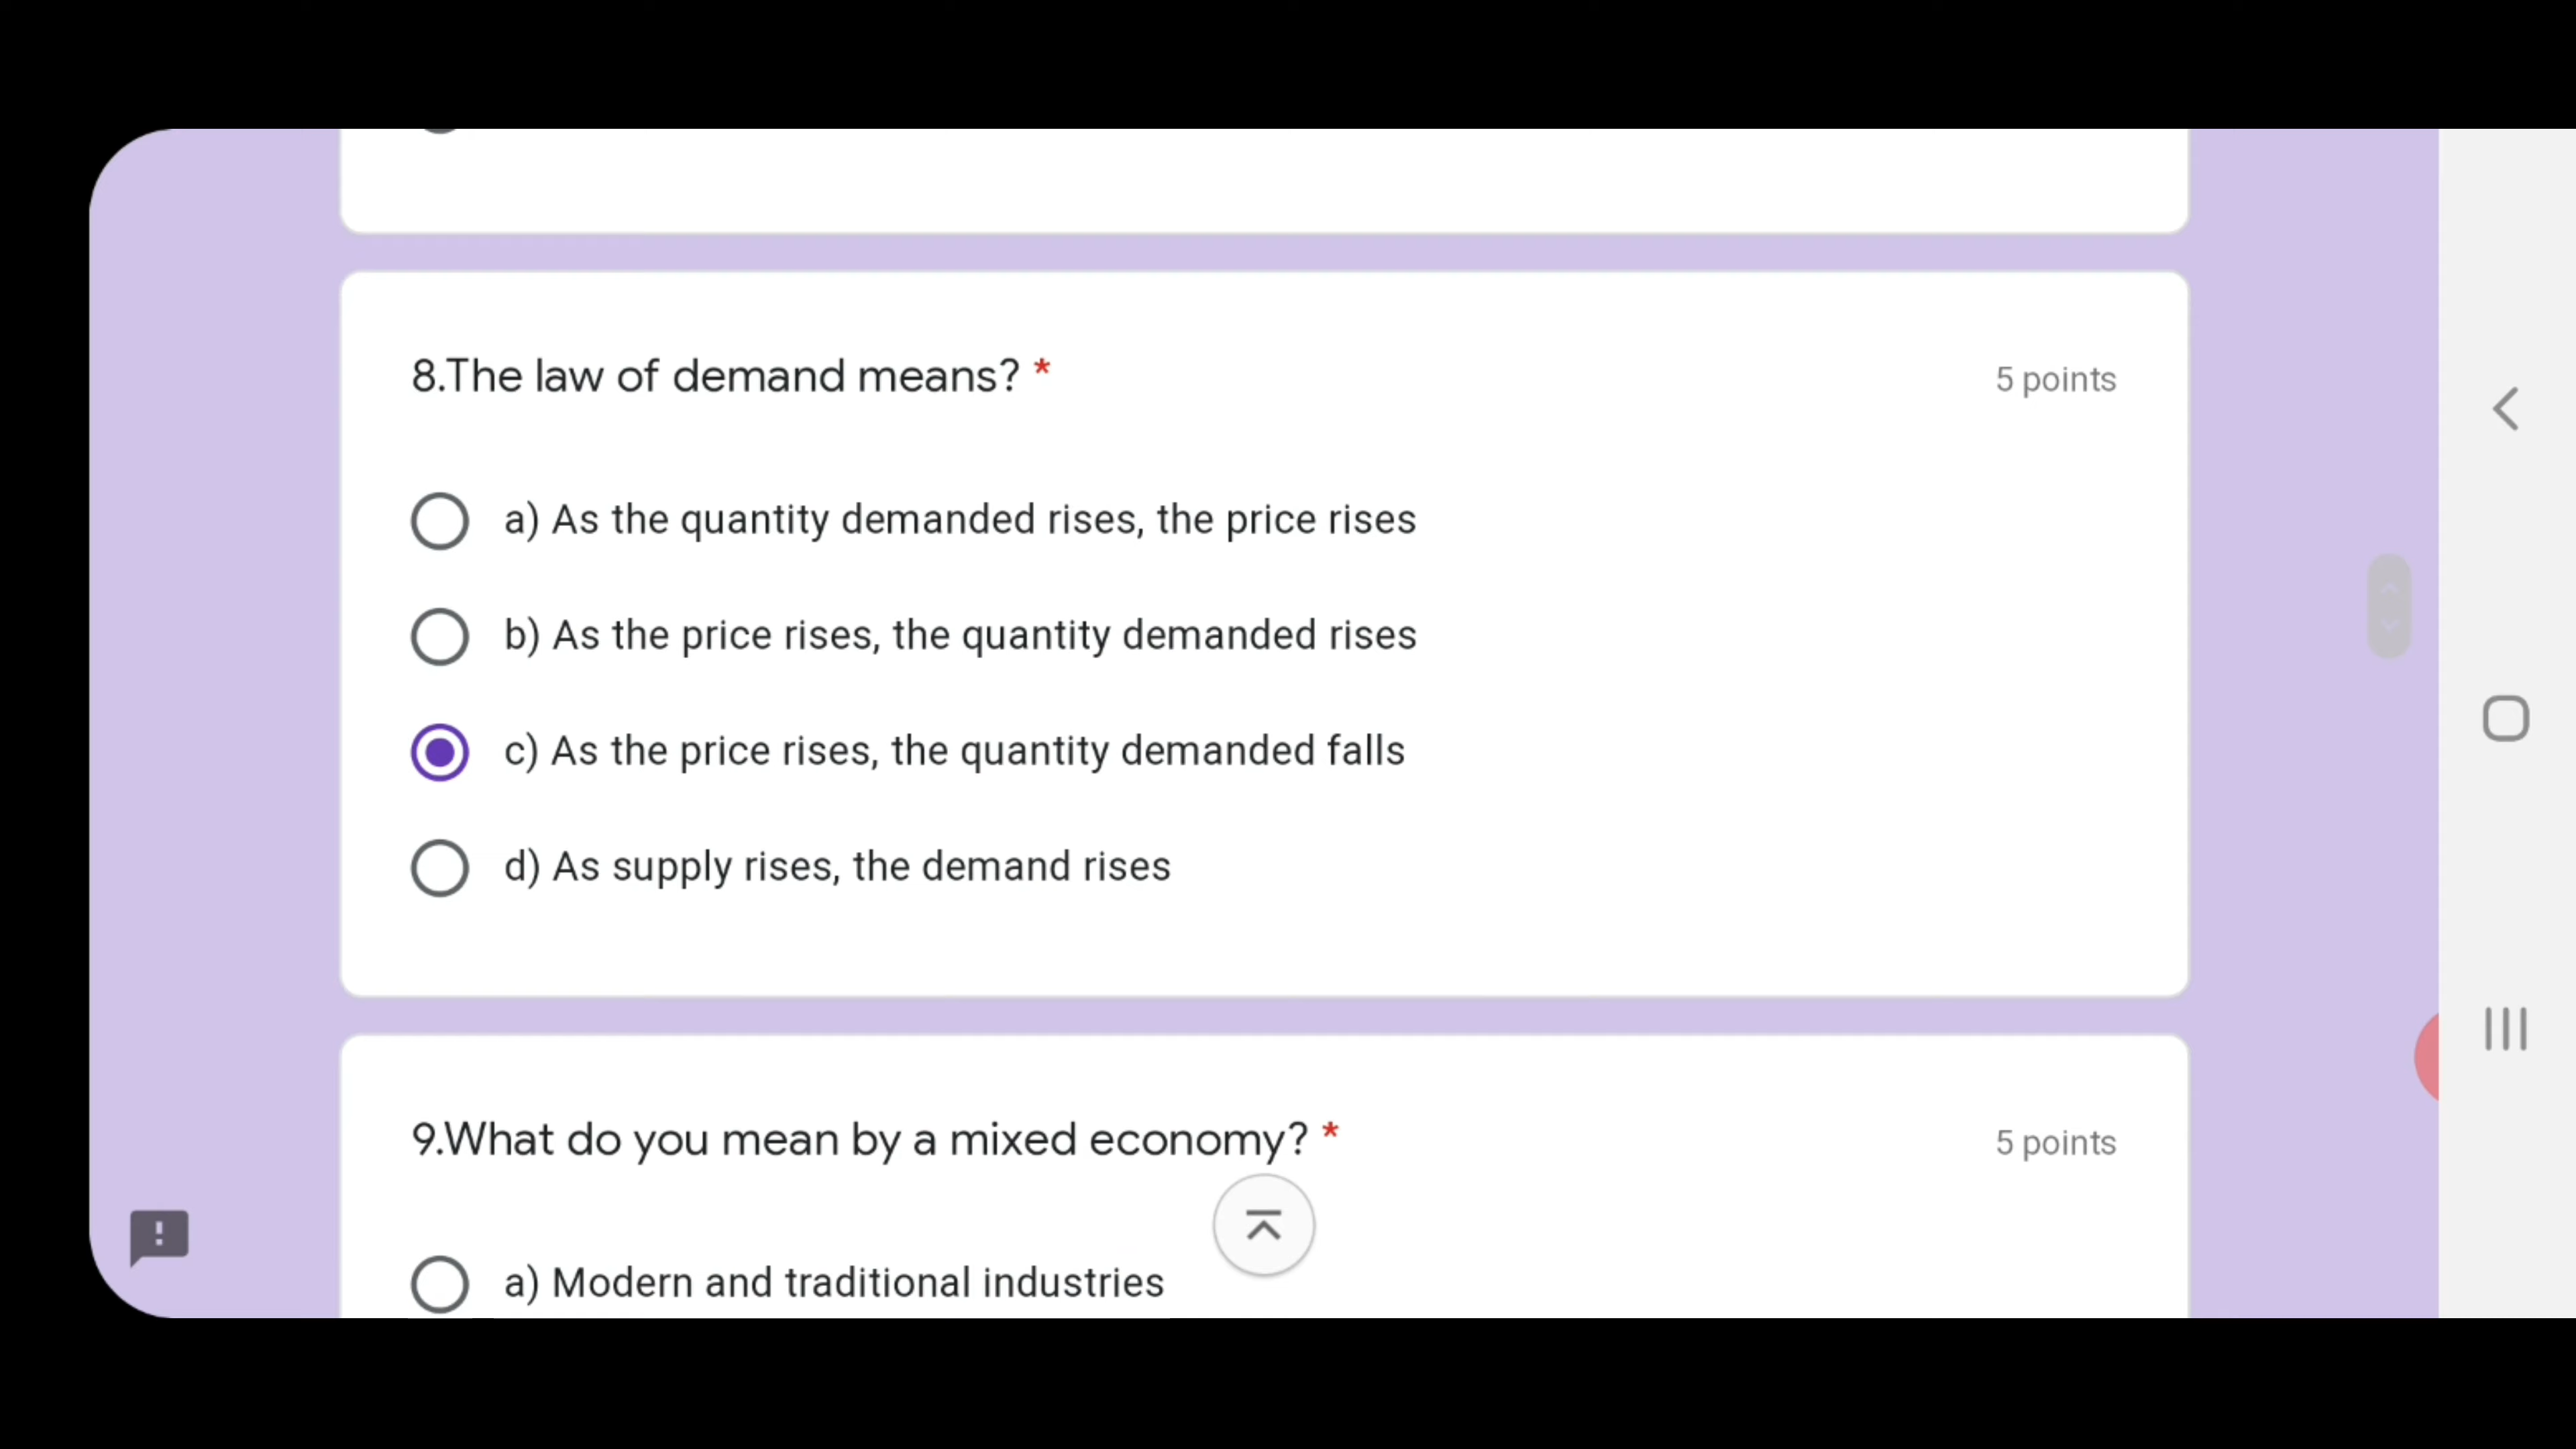 8.The law of demand means? *
5 points
a) As the quantity demanded rises, the price rises
b) As the price rises, the quantity demanded rises
c) As the price rises, the quantity demanded falls
d) As supply rises, the demand rises
9.What do you mean by a mixed economy? *
5 points
a) Modern and traditional industries